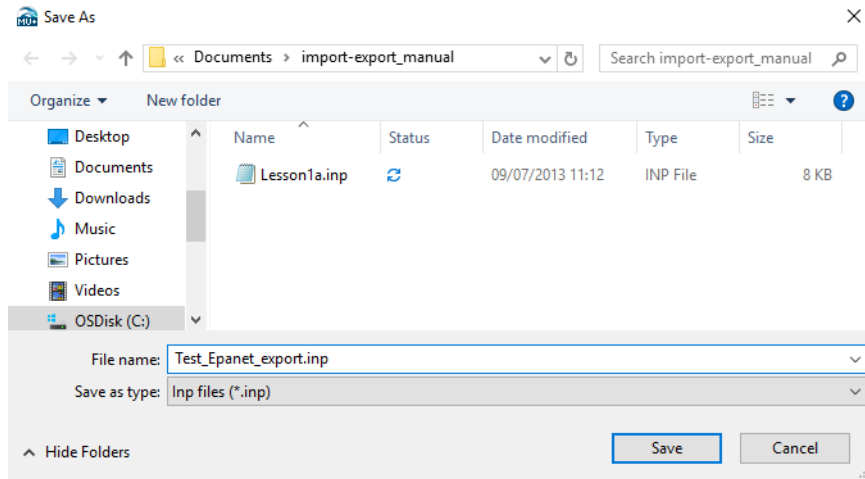 MU+ Save As
« Documents › import-export_manual Search import-export_manual
Organize New folder ?
Desktop Name Status Date modified Type Size
Documents
Lesson1a.inp 09/07/2013 11:12 INP File 8 KB
Downloads
Music
Pictures
Videos
OSDisk (C:)
File name: Test_Epanet_export.inp
Save as type: Inp files (*.inp)
Hide Folders Save Cancel